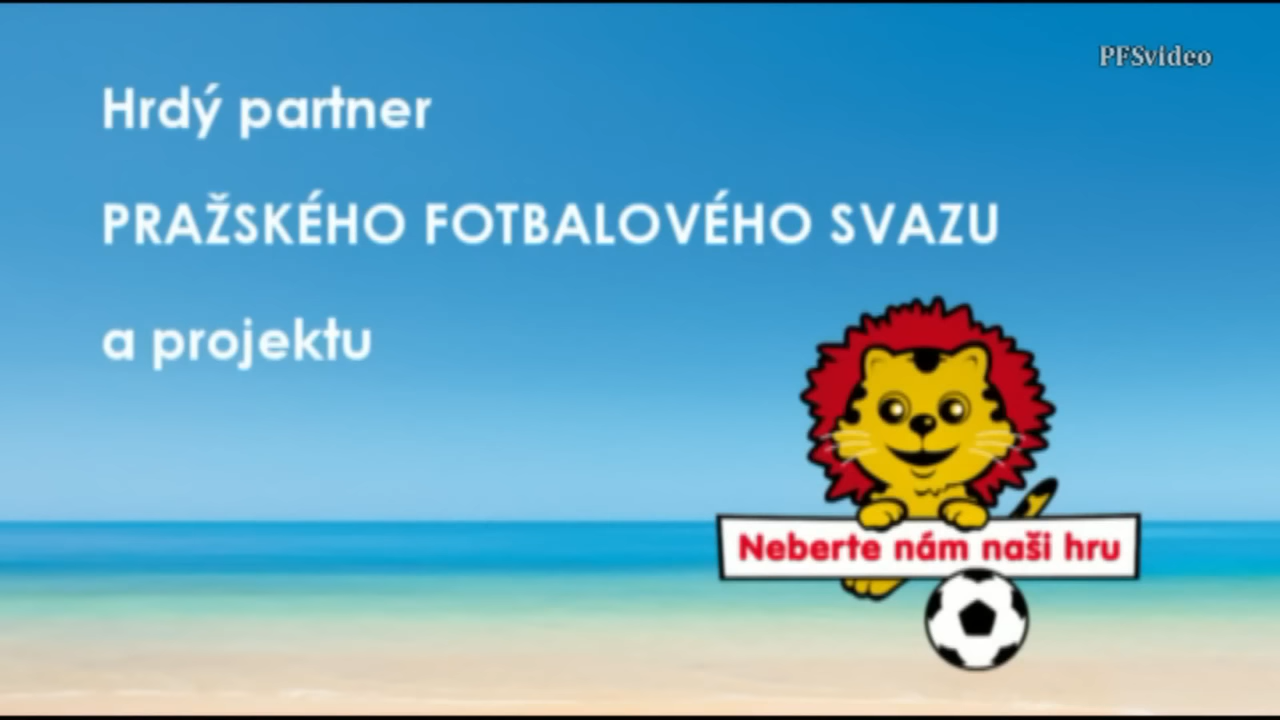 PFSvideo
Hrdý partner
PRAŽSKÉHO FOTBALOVÉHO SVAZU
a projektu
Neberte nám naši hru